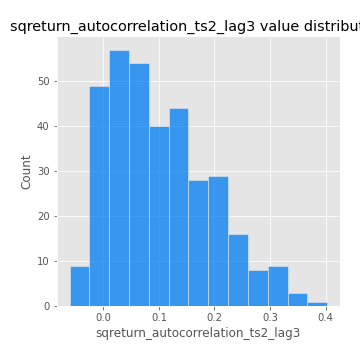 sqreturn_autocorrelation_ts2_lag3 value distribut
50
40
30
20
10
0
Count
0.0 0.1 0.2 0.3 0.4
sqreturn_autocorrelation_ts2_lag3